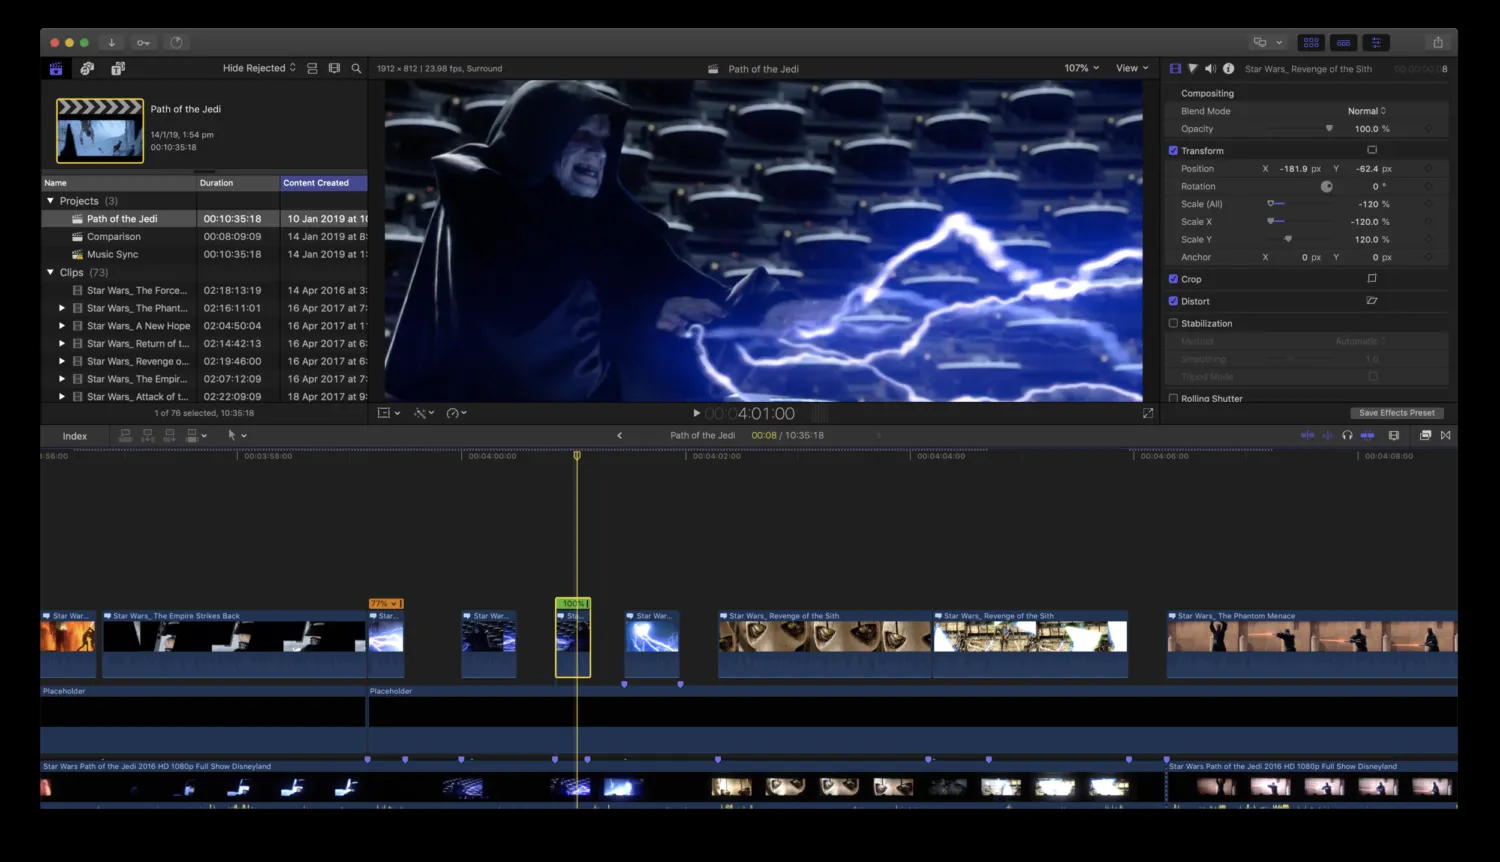 Hide Rejected
1912 × 812 | 23.98 fps, Surround
Path of the Jedi
107%
View
Star Wars_ Revenge of the Sith
8
Path of the Jedi
14/1/19, 1:54 pm
00:10:35:18
Name Duration Content Created
Projects (3)
Path of the Jedi 00:10:35:18 10 Jan 2019 at 10
Comparison 00:08:09:09 14 Jan 2019 at 8:
Music Sync 00:10:35:18 14 Jan 2019 at 1:
Clips (73)
Star Wars_ The Force... 02:18:13:19 14 Apr 2016 at 3:
Star Wars_ The Phant... 02:16:11:01 16 Apr 2017 at 7:
Star Wars_ A New Hope 02:04:50:04 16 Apr 2017 at 1
Star Wars_ Return of t... 02:14:42:13 16 Apr 2017 at 6:
Star Wars_ Revenge o... 02:19:46:00 16 Apr 2017 at 6:
Star Wars_ The Empir... 02:07:12:09 16 Apr 2017 at 7:
Star Wars_ Attack of t... 02:22:09:09 18 Apr 2017 at 9:
1 of 76 selected, 10:35:18
00:04:01:00
Compositing
Blend Mode Normal
Opacity 100.0 %
Transform
Position X -181.9 px Y -62.4 px
Rotation 0 °
Scale (All) -120 %
Scale X -120.0 %
Scale Y 120.0 %
Anchor X 0 px Y 0 px
Crop
Distort
Stabilization
Method Automatic
Smoothing 1.0
Tripod Mode
Rolling Shutter
Save Effects Preset
Index
Path of the Jedi 00:08 / 10:35:18
:56:00 00:03:58:00 00:04:00:00 00:04:02:00 00:04:04:00 00:04:06:00 00:04:08:00
77% 100%
Star War... Star Wars_ The Empire Strikes Back Star... Star War... Sta... Star War... Star Wars_ Revenge of the Sith Star Wars_ Revenge of the Sith Star Wars_ The Phantom Menace
Placeholder Placeholder
Star Wars Path of the Jedi 2016 HD 1080p Full Show Disneyland Star Wars Path of the Jedi 2016 HD 1080p Full Show Disneyland